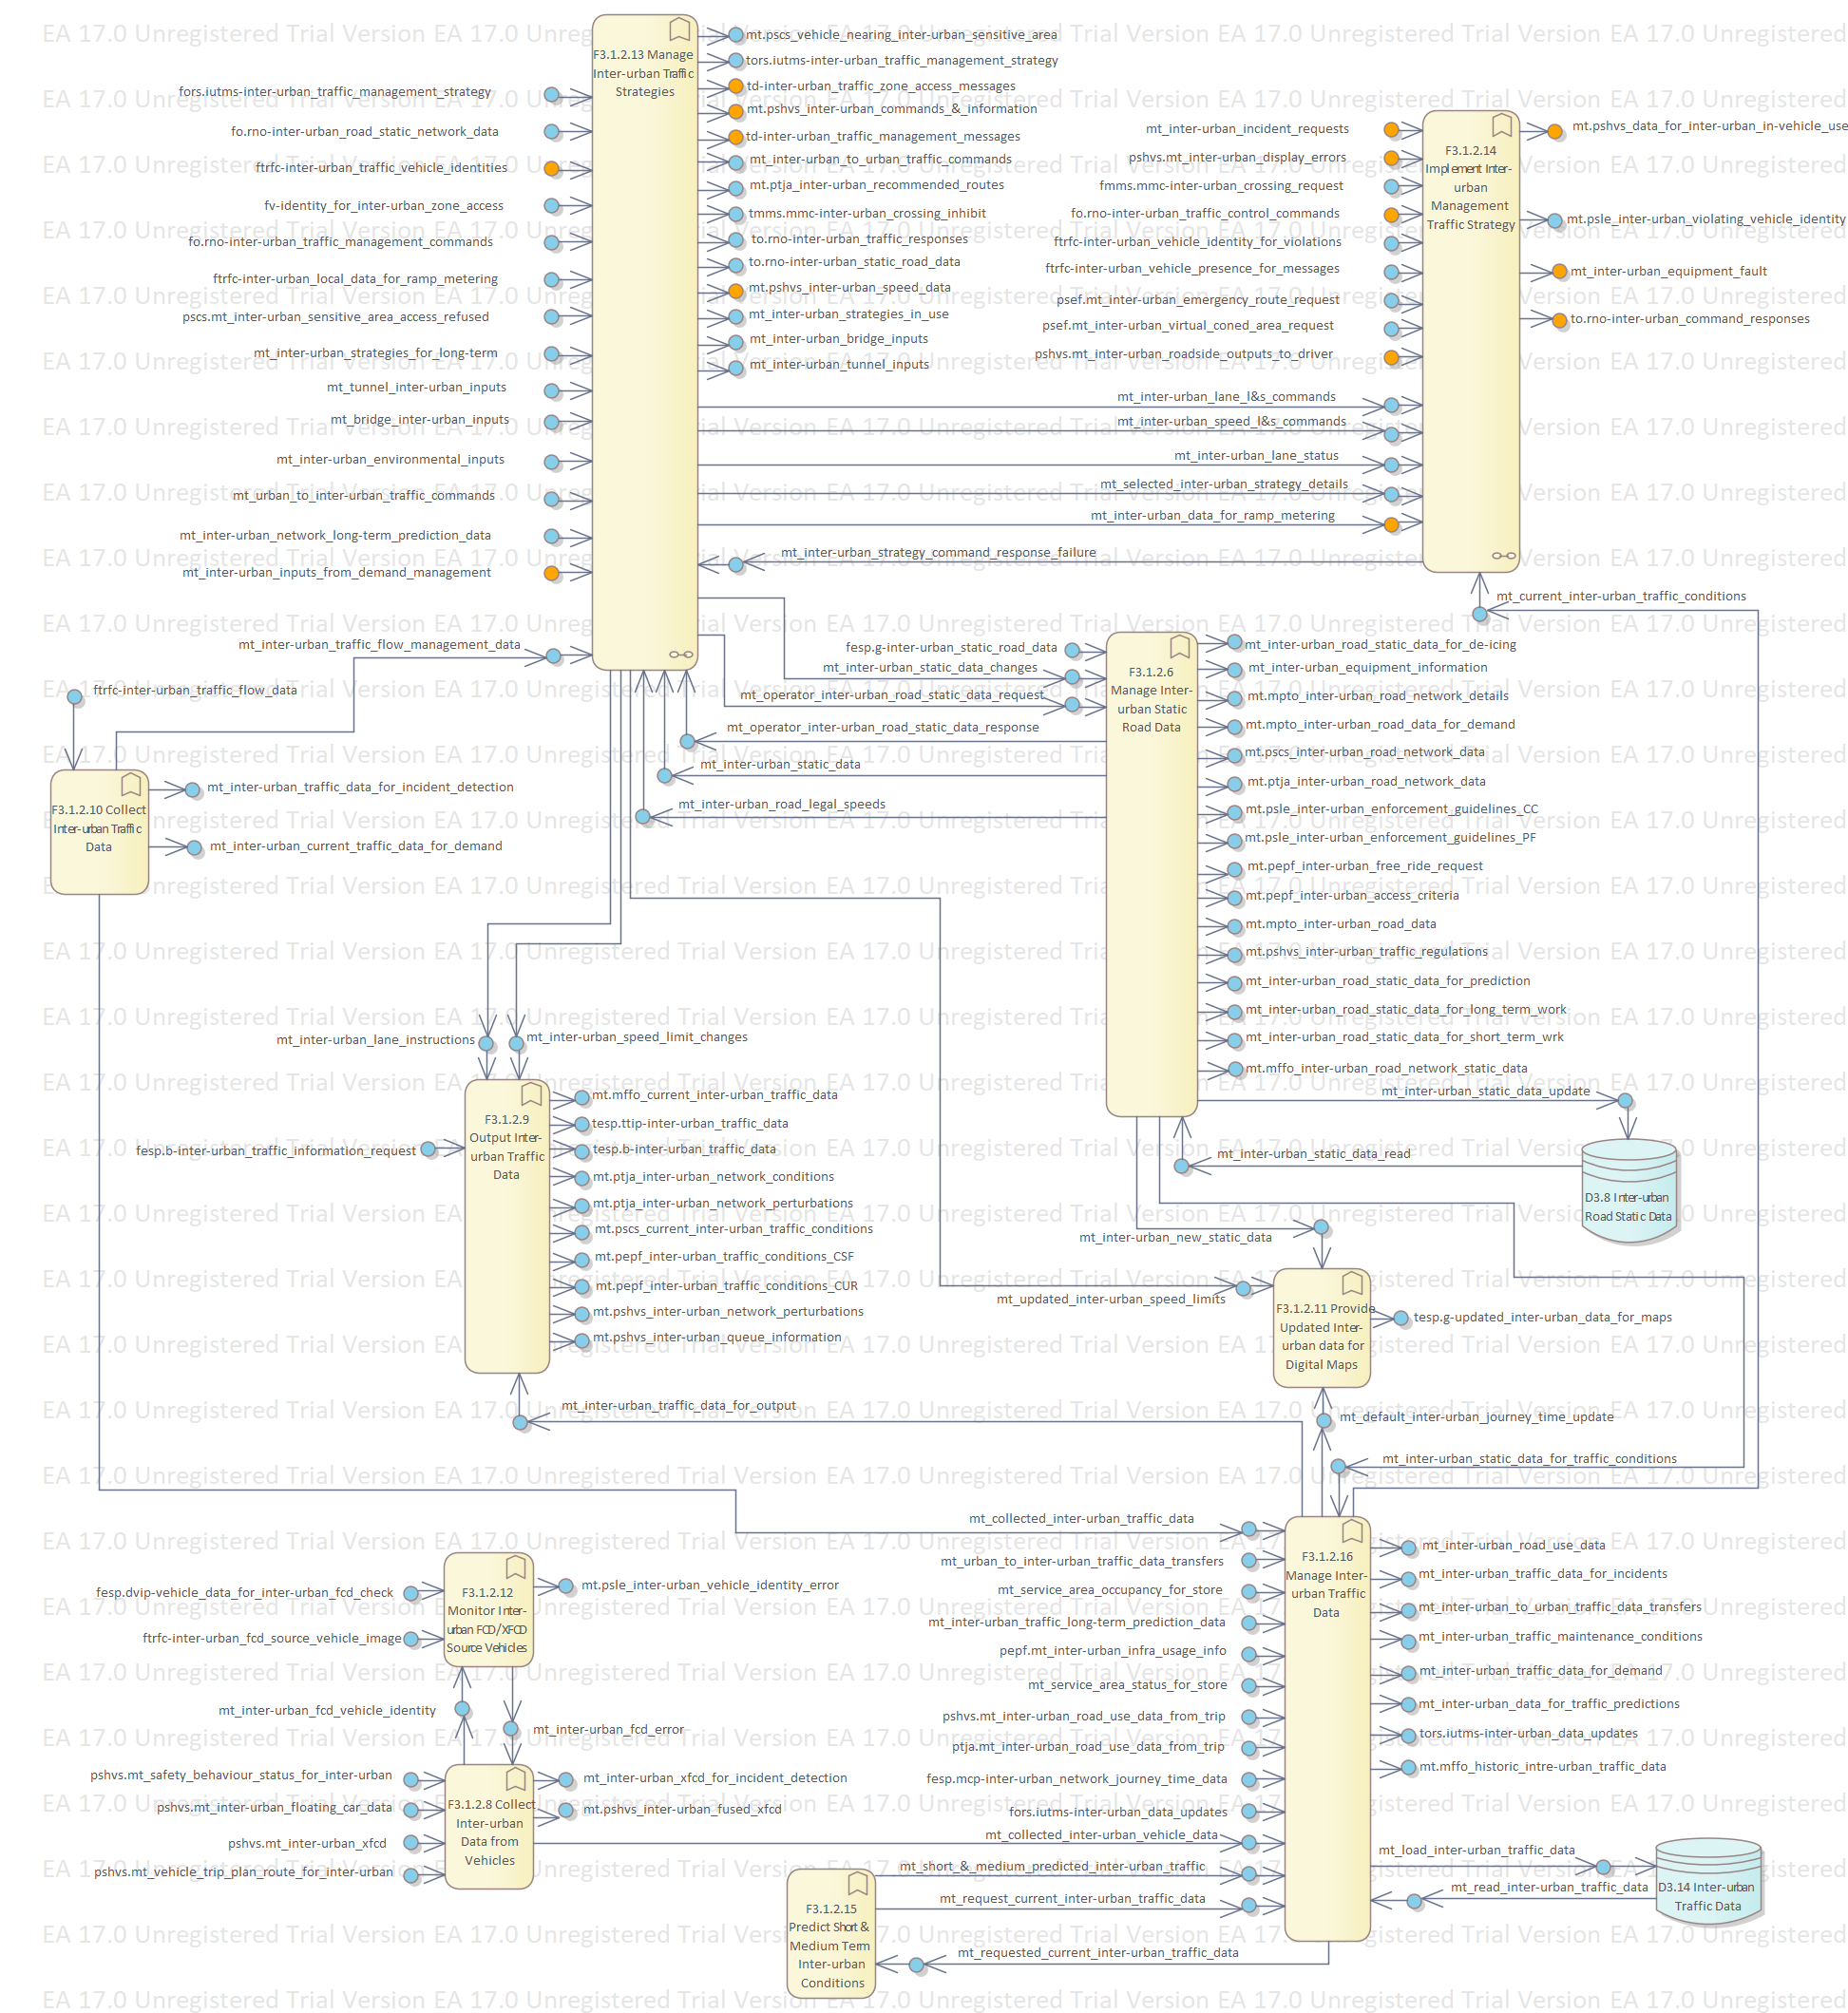 EA 17.0 Unregistered Trial Version EA 17.0 Unregistered Trial Version EA 17.0 Unregistered Trial Version EA 17.0 Unregistered
F3.1.2.13 Manage
Inter-urban Traffic
Strategies
fors.iutms-inter-urban_traffic_management_strategy
fo.rno-inter-urban_road_static_network_data
ftrfc-inter-urban_traffic_vehicle_identities
fv-identity_for_inter-urban_zone_access
fo.rno-inter-urban_traffic_management_commands
ftrfc-inter-urban_local_data_for_ramp_metering
pscs.mt_inter-urban_sensitive_area_access_refused
mt_inter-urban_strategies_for_long-term
mt_tunnel_inter-urban_inputs
mt_bridge_inter-urban_inputs
mt_inter-urban_environmental_inputs
mt_urban_to_inter-urban_traffic_commands
mt_inter-urban_network_long-term_prediction_data
mt_inter-urban_inputs_from_demand_management
mt_inter-urban_traffic_flow_management_data
mt.pscs_vehicle_nearing_inter-urban_sensitive_area
tors.iutms-inter-urban_traffic_management_strategy
td-inter-urban_traffic_zone_access_messages
mt.pshvs_inter-urban_commands_&_information
td-inter-urban_traffic_management_messages
mt_inter-urban_to_urban_traffic_commands
mt.ptja_inter-urban_recommended_routes
tmms.mmc-inter-urban_crossing_inhibit
to.rno-inter-urban_traffic_responses
to.rno-inter-urban_static_road_data
mt.pshvs_inter-urban_speed_data
mt_inter-urban_strategies_in_use
mt_inter-urban_bridge_inputs
mt_inter-urban_tunnel_inputs
mt_inter-urban_incident_requests
pshvs.mt_inter-urban_display_errors
fmms.mmc-inter-urban_crossing_request
fo.rno-inter-urban_traffic_control_commands
ftrfc-inter-urban_vehicle_identity_for_violations
ftrfc-inter-urban_vehicle_presence_for_messages
psef.mt_inter-urban_emergency_route_request
psef.mt_inter-urban_virtual_coned_area_request
pshvs.mt_inter-urban_roadside_outputs_to_driver
mt_inter-urban_lane_l&s_commands
mt_inter-urban_speed_l&s_commands
mt_inter-urban_lane_status
mt_selected_inter-urban_strategy_details
mt_inter-urban_data_for_ramp_metering
mt_inter-urban_strategy_command_response_failure
F3.1.2.14
Implement Inter-
urban
Management
Traffic Strategy
mt.pshvs_data_for_inter-urban_in-vehicle_use
mt.psle_inter-urban_violating_vehicle_identity
mt_inter-urban_equipment_fault
to.rno-inter-urban_command_responses
mt_current_inter-urban_traffic_conditions
fesp.g-inter-urban_static_road_data
mt_inter-urban_static_data_changes
mt_operator_inter-urban_road_static_data_request
mt_operator_inter-urban_road_static_data_response
mt_inter-urban_static_data
mt_inter-urban_road_legal_speeds
F3.1.2.6
Manage Inter-
urban Static
Road Data
mt_inter-urban_road_static_data_for_de-icing
mt_inter-urban_equipment_information
mt.mpto_inter-urban_road_network_details
mt.mpto_inter-urban_road_data_for_demand
mt.pscs_inter-urban_road_network_data
mt.ptja_inter-urban_road_network_data
mt.psle_inter-urban_enforcement_guidelines_CC
mt.psle_inter-urban_enforcement_guidelines_PF
mt.pepf_inter-urban_free_ride_request
mt.pepf_inter-urban_access_criteria
mt.mpto_inter-urban_road_data
mt.pshvs_inter-urban_traffic_regulations
mt_inter-urban_road_static_data_for_prediction
mt_inter-urban_road_static_data_for_long_term_work
mt_inter-urban_road_static_data_for_short_term_wrk
mt.mffo_inter-urban_road_network_static_data
mt_inter-urban_static_data_update
mt_inter-urban_static_data_read
D3.8 Inter-urban
Road Static Data
ftrfc-inter-urban_traffic_flow_data
F3.1.2.10 Collect
Inter-urban Traffic
Data
mt_inter-urban_traffic_data_for_incident_detection
mt_inter-urban_current_traffic_data_for_demand
mt_inter-urban_lane_instructions
mt_inter-urban_speed_limit_changes
fesp.b-inter-urban_traffic_information_request
F3.1.2.9
Output Inter-
urban Traffic
Data
mt.mffo_current_inter-urban_traffic_data
tesp.ttip-inter-urban_traffic_data
tesp.b-inter-urban_traffic_data
mt.ptja_inter-urban_network_conditions
mt.ptja_inter-urban_network_perturbations
mt.pscs_current_inter-urban_traffic_conditions
mt.pepf_inter-urban_traffic_conditions_CSF
mt.pepf_inter-urban_traffic_conditions_CUR
mt.pshvs_inter-urban_network_perturbations
mt.pshvs_inter-urban_queue_information
mt_inter-urban_traffic_data_for_output
mt_inter-urban_new_static_data
mt_updated_inter-urban_speed_limits
F3.1.2.11 Provide
Updated Inter-
urban data for
Digital Maps
tesp.g-updated_inter-urban_data_for_maps
mt_default_inter-urban_journey_time_update
mt_inter-urban_static_data_for_traffic_conditions
mt_collected_inter-urban_traffic_data
mt_urban_to_inter-urban_traffic_data_transfers
mt_service_area_occupancy_for_store
mt_inter-urban_traffic_long-term_prediction_data
pepf.mt_inter-urban_infra_usage_info
mt_service_area_status_for_store
pshvs.mt_inter-urban_road_use_data_from_trip
ptja.mt_inter-urban_road_use_data_from_trip
fesp.mcp-inter-urban_network_journey_time_data
fors.iutms-inter-urban_data_updates
mt_collected_inter-urban_vehicle_data
mt_short_&_medium_predicted_inter-urban_traffic
mt_request_current_inter-urban_traffic_data
mt_requested_current_inter-urban_traffic_data
F3.1.2.16
Manage Inter-
urban Traffic
Data
mt_inter-urban_road_use_data
mt_inter-urban_traffic_data_for_incidents
mt_inter-urban_to_urban_traffic_data_transfers
mt_inter-urban_traffic_maintenance_conditions
mt_inter-urban_traffic_data_for_demand
mt_inter-urban_data_for_traffic_predictions
tors.iutms-inter-urban_data_updates
mt.mffo_historic_intre-urban_traffic_data
mt_load_inter-urban_traffic_data
mt_read_inter-urban_traffic_data
D3.14 Inter-urban
Traffic Data
fesp.dvip-vehicle_data_for_inter-urban_fcd_check
ftrfc-inter-urban_fcd_source_vehicle_image
F3.1.2.12
Monitor Inter-
urban FCD/XFCD
Source Vehicles
mt.psle_inter-urban_vehicle_identity_error
mt_inter-urban_fcd_vehicle_identity
mt_inter-urban_fcd_error
pshvs.mt_safety_behaviour_status_for_inter-urban
pshvs.mt_inter-urban_floating_car_data
pshvs.mt_inter-urban_xfcd
pshvs.mt_vehicle_trip_plan_route_for_inter-urban
F3.1.2.8 Collect
Inter-urban
Data from
Vehicles
mt_inter-urban_xfcd_for_incident_detection
mt.pshvs_inter-urban_fused_xfcd
F3.1.2.15
Predict Short &
Medium Term
Inter-urban
Conditions